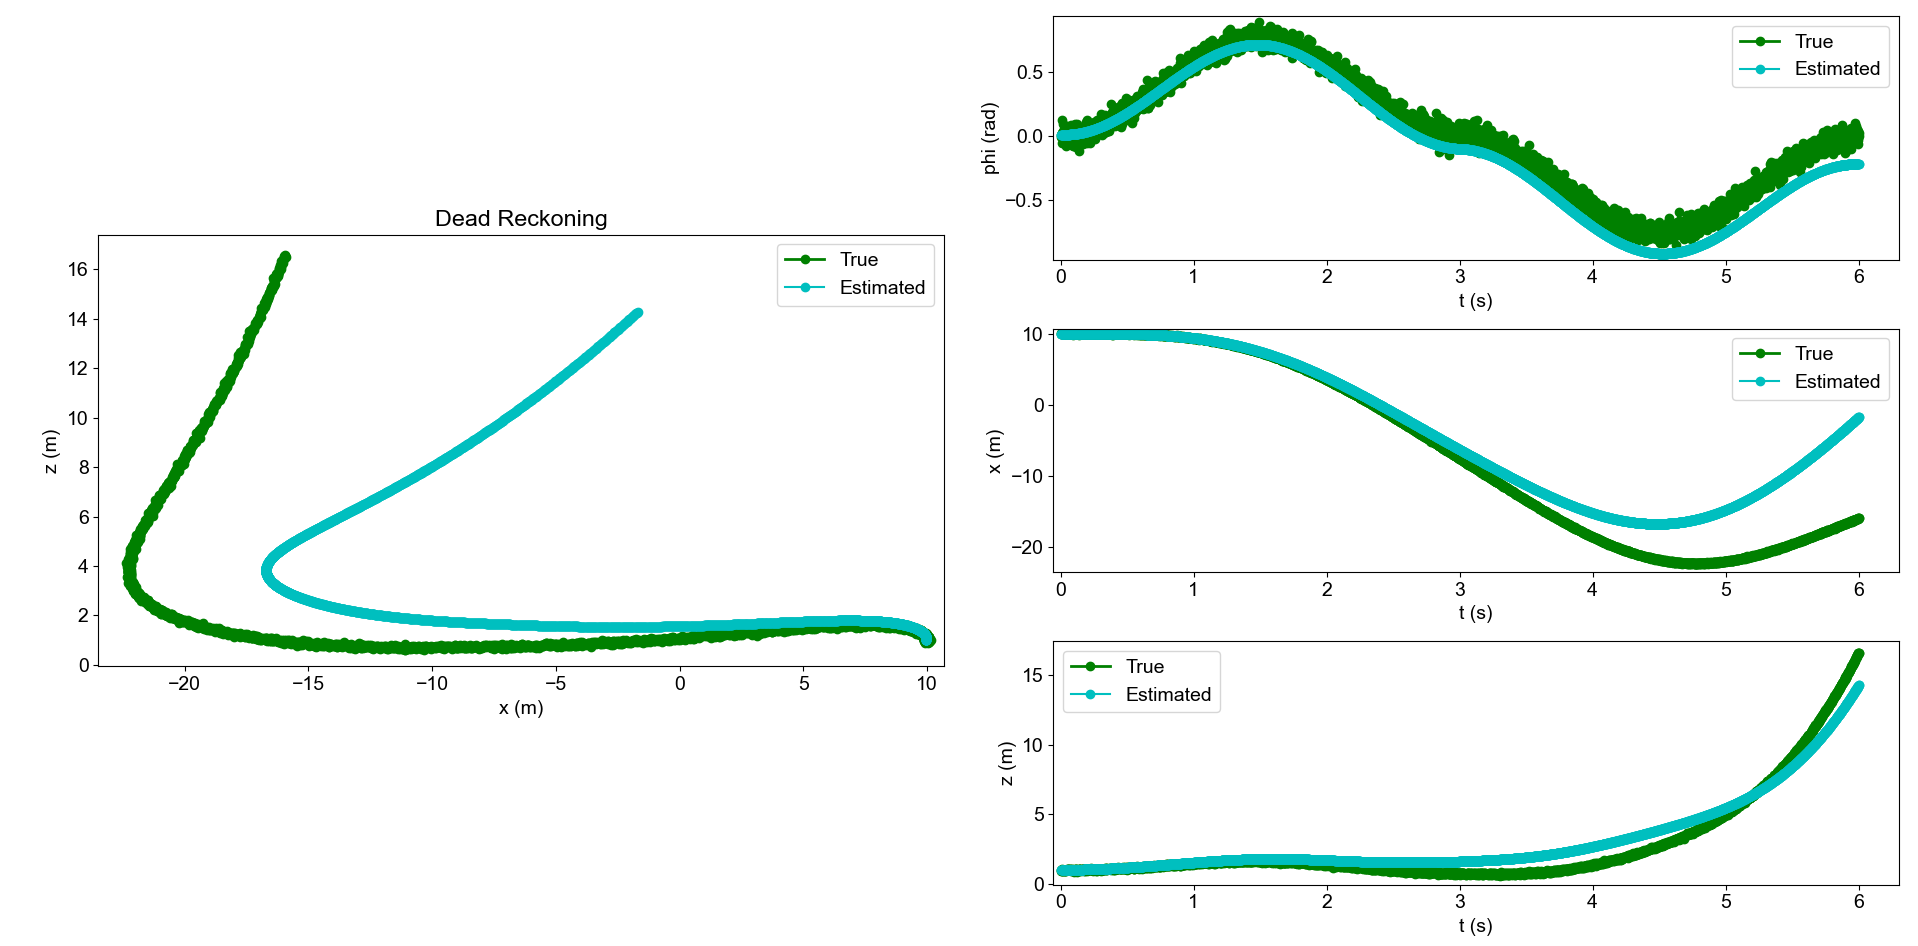 Dead Reckoning
True
Estimated
16
14
12
10
8
6
4
2
0
z (m)
−20 −15 −10 −5 0 5 10
x (m)
True
Estimated
0.5
0.0
−0.5
phi (rad)
0 1 2 3 4 5 6
t (s)
True
Estimated
10
0
−10
−20
x (m)
0 1 2 3 4 5 6
t (s)
True
Estimated
15
10
5
0
z (m)
0 1 2 3 4 5 6
t (s)